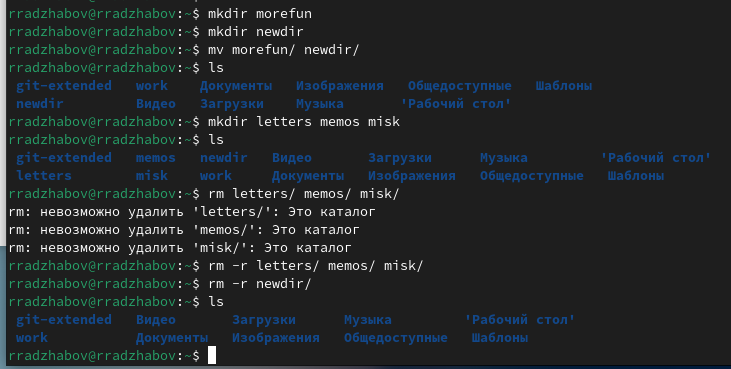 rradzhabov@rradzhabov:~$ mkdir morefun
rradzhabov@rradzhabov:~$ mkdir newdir
rradzhabov@rradzhabov:~$ mv morefun/ newdir/
rradzhabov@rradzhabov:~$ ls
git-extended work Документы Изображения Общедоступные Шаблоны
newdir Видео Загрузки Музыка 'Рабочий стол'
rradzhabov@rradzhabov:~$ mkdir letters memos misk
rradzhabov@rradzhabov:~$ ls
git-extended memos newdir Видео Загрузки Музыка 'Рабочий стол'
letters misk work Документы Изображения Общедоступные Шаблоны
rradzhabov@rradzhabov:~$ rm letters/ memos/ misk/
rm: невозможно удалить 'letters/': Это каталог
rm: невозможно удалить 'memos/': Это каталог
rm: невозможно удалить 'misk/': Это каталог
rradzhabov@rradzhabov:~$ rm -r letters/ memos/ misk/
rradzhabov@rradzhabov:~$ rm -r newdir/
rradzhabov@rradzhabov:~$ ls
git-extended Видео Загрузки Музыка 'Рабочий стол'
work Документы Изображения Общедоступные Шаблоны
rradzhabov@rradzhabov:~$